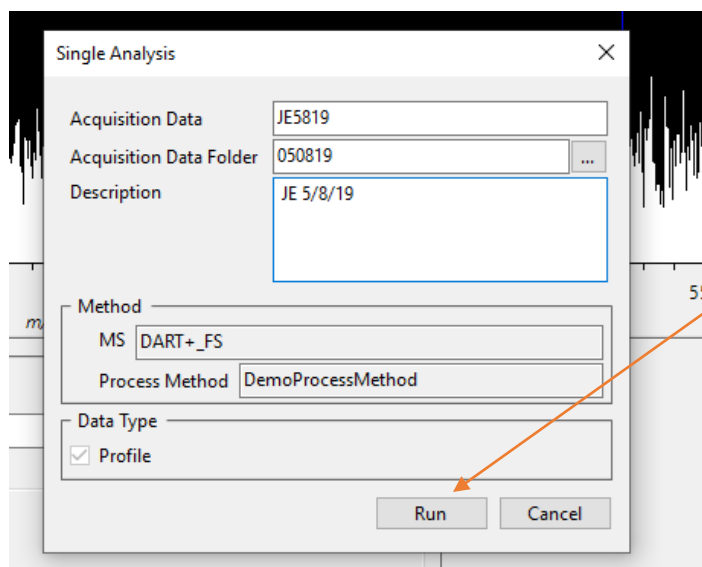 Single Analysis
Acquisition Data JE5819
Acquisition Data Folder 050819 ...
Description JE 5/8/19
Method
m/
MS DART+_FS
Process Method DemoProcessMethod
Data Type
Profile
Run Cancel